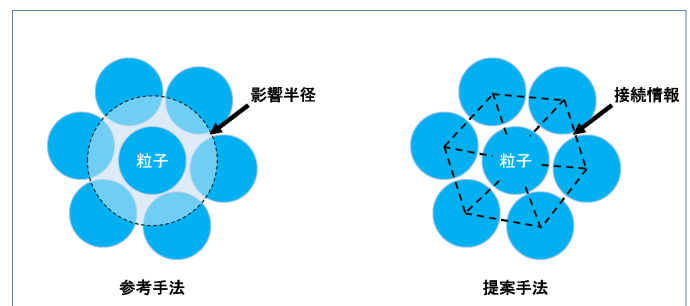 影響半径
接続情報
粒子
粒子
参考手法
提案手法